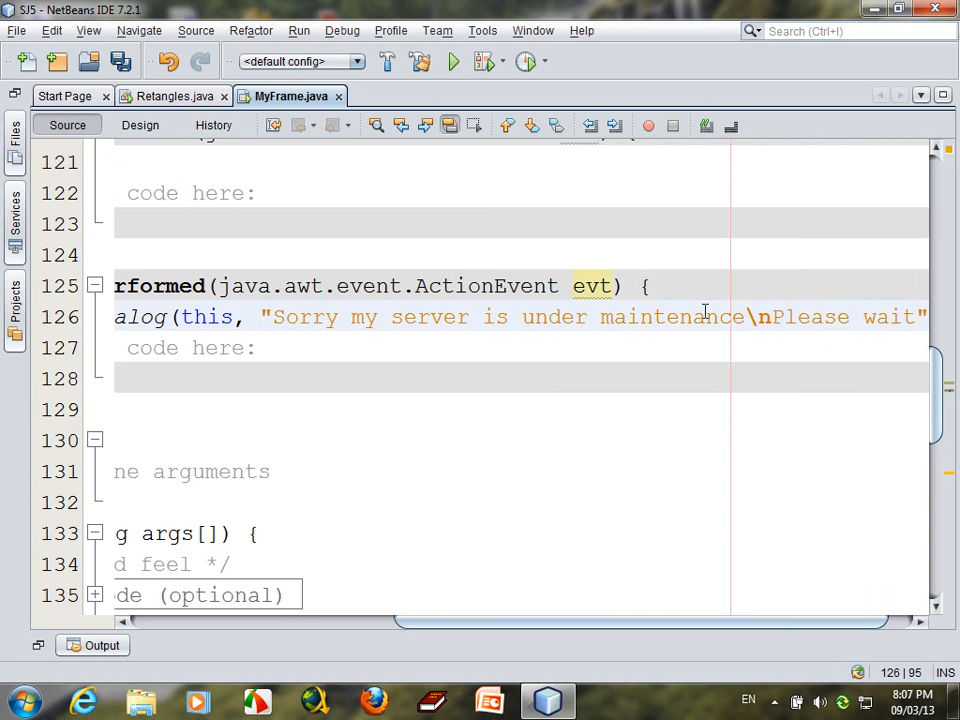 SJ5 - NetBeans IDE 7.2.1
File Edit View Navigate Source Refactor Run Debug Profile Team Tools Window Help
Search (Ctrl+I)
<default config>
Start Page Retangles.java MyFrame.java
Source Design History
Files
Services
Projects
121
122 code here:
123
124
125 rformed(java.awt.event.ActionEvent evt) {
126 alog(this, "Sorry my server is under maintenance\nPlease wait"
127 code here:
128
129
130
131 ne arguments
132
133 g args[]) {
134 d feel */
135 de (optional)
Output
126 | 95 INS
EN
8:07 PM
09/03/13